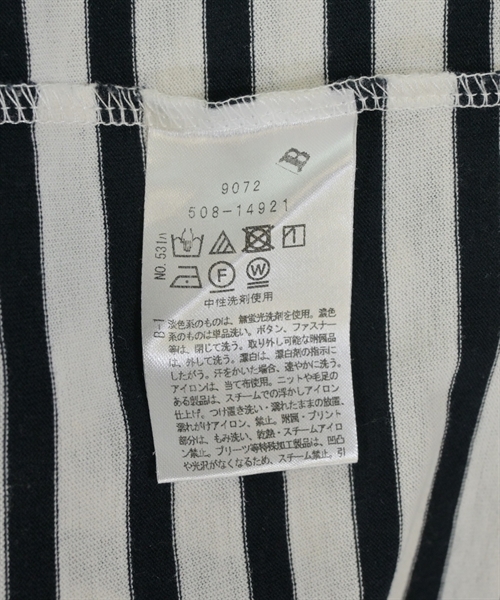 B
9072
508-14921
NO.531ハ
F
W
中性洗剤使用
B-1
淡色系のものは、無蛍光洗剤を使用。濃色
系のものは単品洗い。ボタン、ファスナー
等は、閉じて洗う。取り外し可能な附属品
は、外して洗う。漂白は、漂白剤の指示に
したがう。汗をかいた場合、速やかに洗う。
アイロンは、当て布使用。ニットや毛足の
ある製品は、スチームでの浮かしアイロン
仕上げ。つけ置き洗い・濡れたままの放置、
濡れがけアイロン、禁止。附属・プリント
部分は、もみ洗い、乾熱・スチームアイロ
ン禁止。プリーツ等特殊加工製品は、凹凸
や光沢がなくなるため、スチーム禁止。引